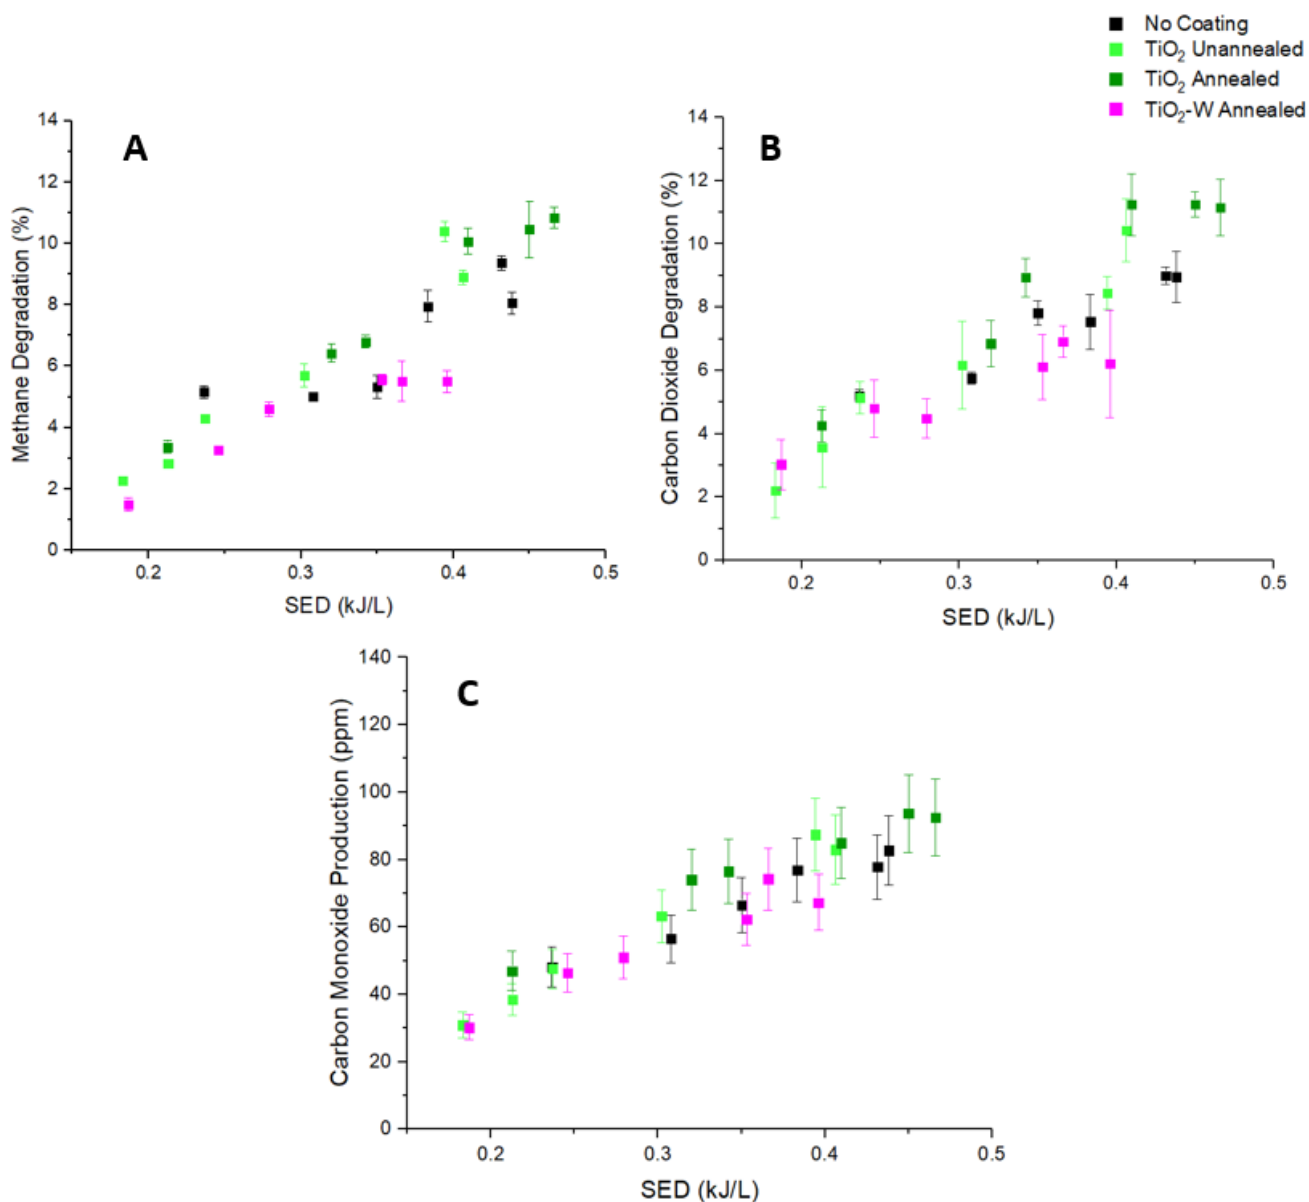 No Coating
TiO2 Unannealed
TiO2 Annealed
TiO2-W Annealed
A
14
12
10
8
6
4
2
0
Methane Degradation (%)
0.2 0.3 0.4 0.5
SED (kJ/L)
B
14
12
10
8
6
4
2
0
Carbon Dioxide Degradation (%)
0.2 0.3 0.4 0.5
SED (kJ/L)
C
140
120
100
80
60
40
20
0
Carbon Monoxide Production (ppm)
0.2 0.3 0.4 0.5
SED (kJ/L)